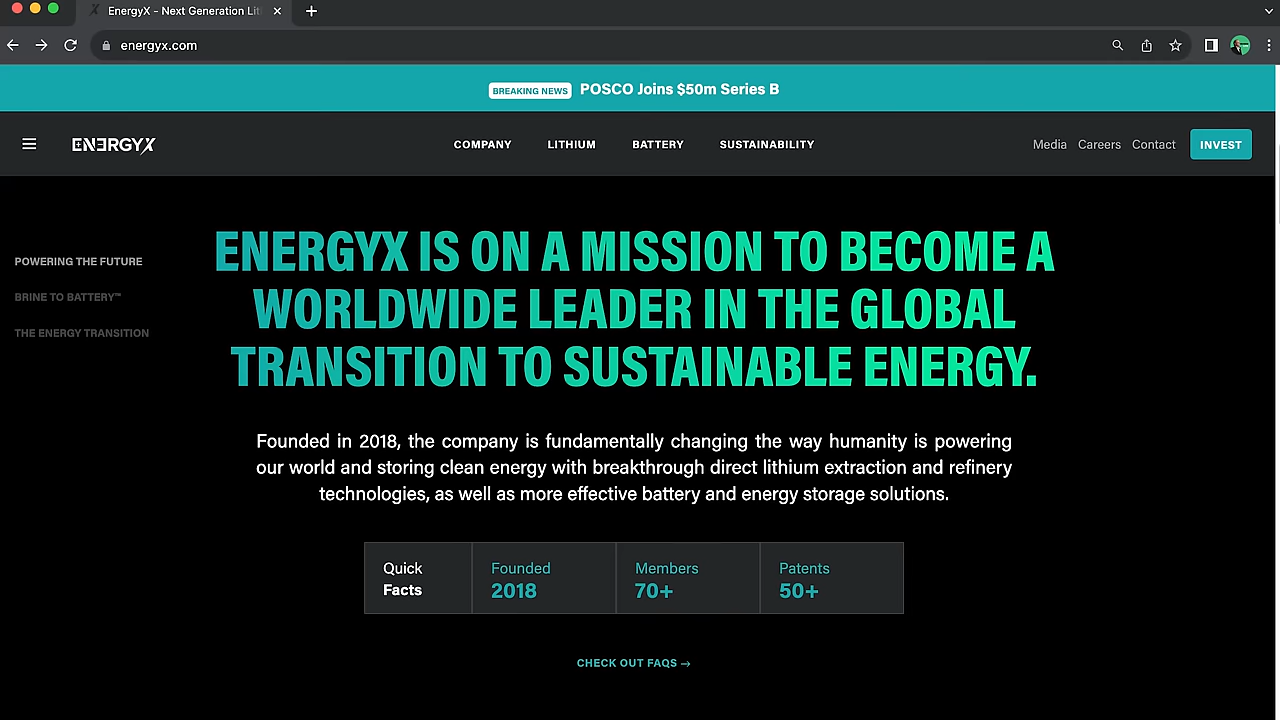 EnergyX - Next Generation Lit
energyx.com
BREAKING NEWS POSCO Joins $50m Series B
ENERGYX
COMPANY LITHIUM BATTERY SUSTAINABILITY
Media Careers Contact INVEST
POWERING THE FUTURE
BRINE TO BATTERY™
THE ENERGY TRANSITION
ENERGYX IS ON A MISSION TO BECOME A
WORLDWIDE LEADER IN THE GLOBAL
TRANSITION TO SUSTAINABLE ENERGY.
Founded in 2018, the company is fundamentally changing the way humanity is powering
our world and storing clean energy with breakthrough direct lithium extraction and refinery
technologies, as well as more effective battery and energy storage solutions.
Quick Facts
Founded 2018
Members 70+
Patents 50+
CHECK OUT FAQS →